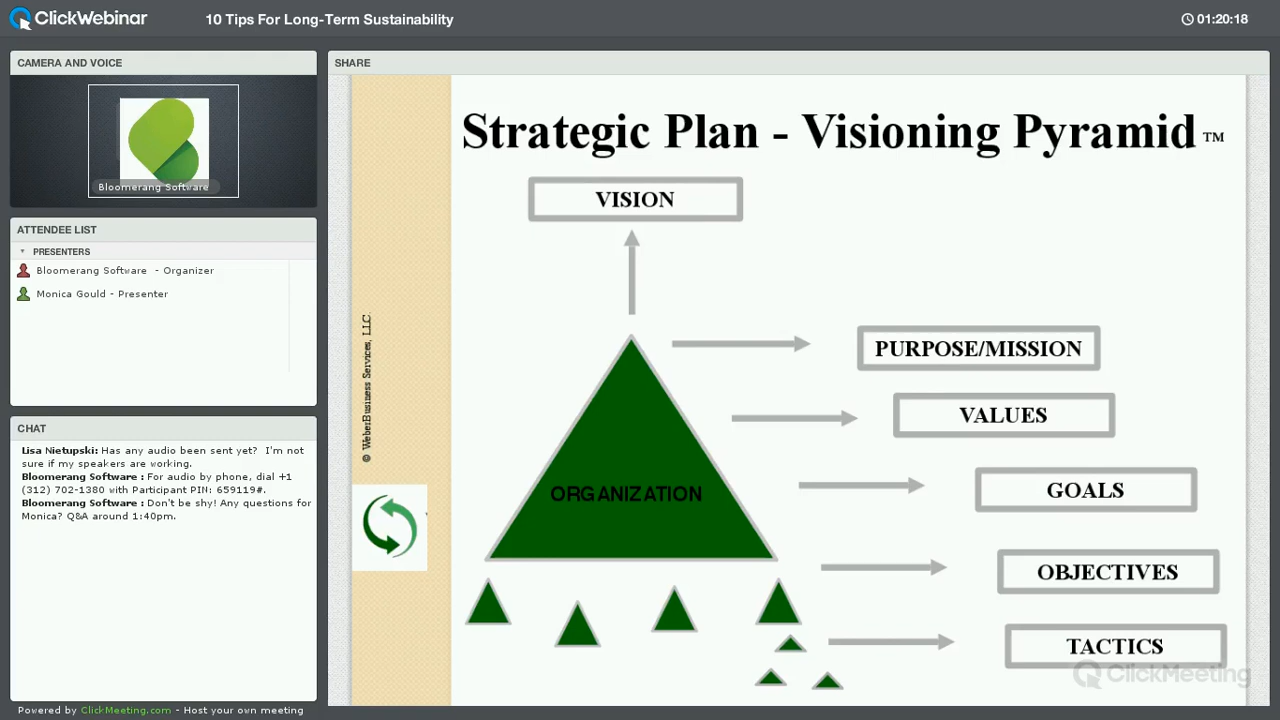 ClickWebinar
10 Tips For Long-Term Sustainability
01:20:18
CAMERA AND VOICE
Bloomerang Software
ATTENDEE LIST
PRESENTERS
Bloomerang Software - Organizer
Monica Gould - Presenter
CHAT
Lisa Nietupski: Has any audio been sent yet? I'm not
sure if my speakers are working.
Bloomerang Software : For audio by phone, dial +1
(312) 702-1380 with Participant PIN: 659119#.
Bloomerang Software : Don't be shy! Any questions for
Monica? Q&A around 1:40pm.
Powered by ClickMeeting.com - Host your own meeting
SHARE
Strategic Plan - Visioning Pyramid ™
VISION
PURPOSE/MISSION
VALUES
GOALS
OBJECTIVES
TACTICS
ORGANIZATION
© WeberBusiness Services, LLC.
ClickMeeting